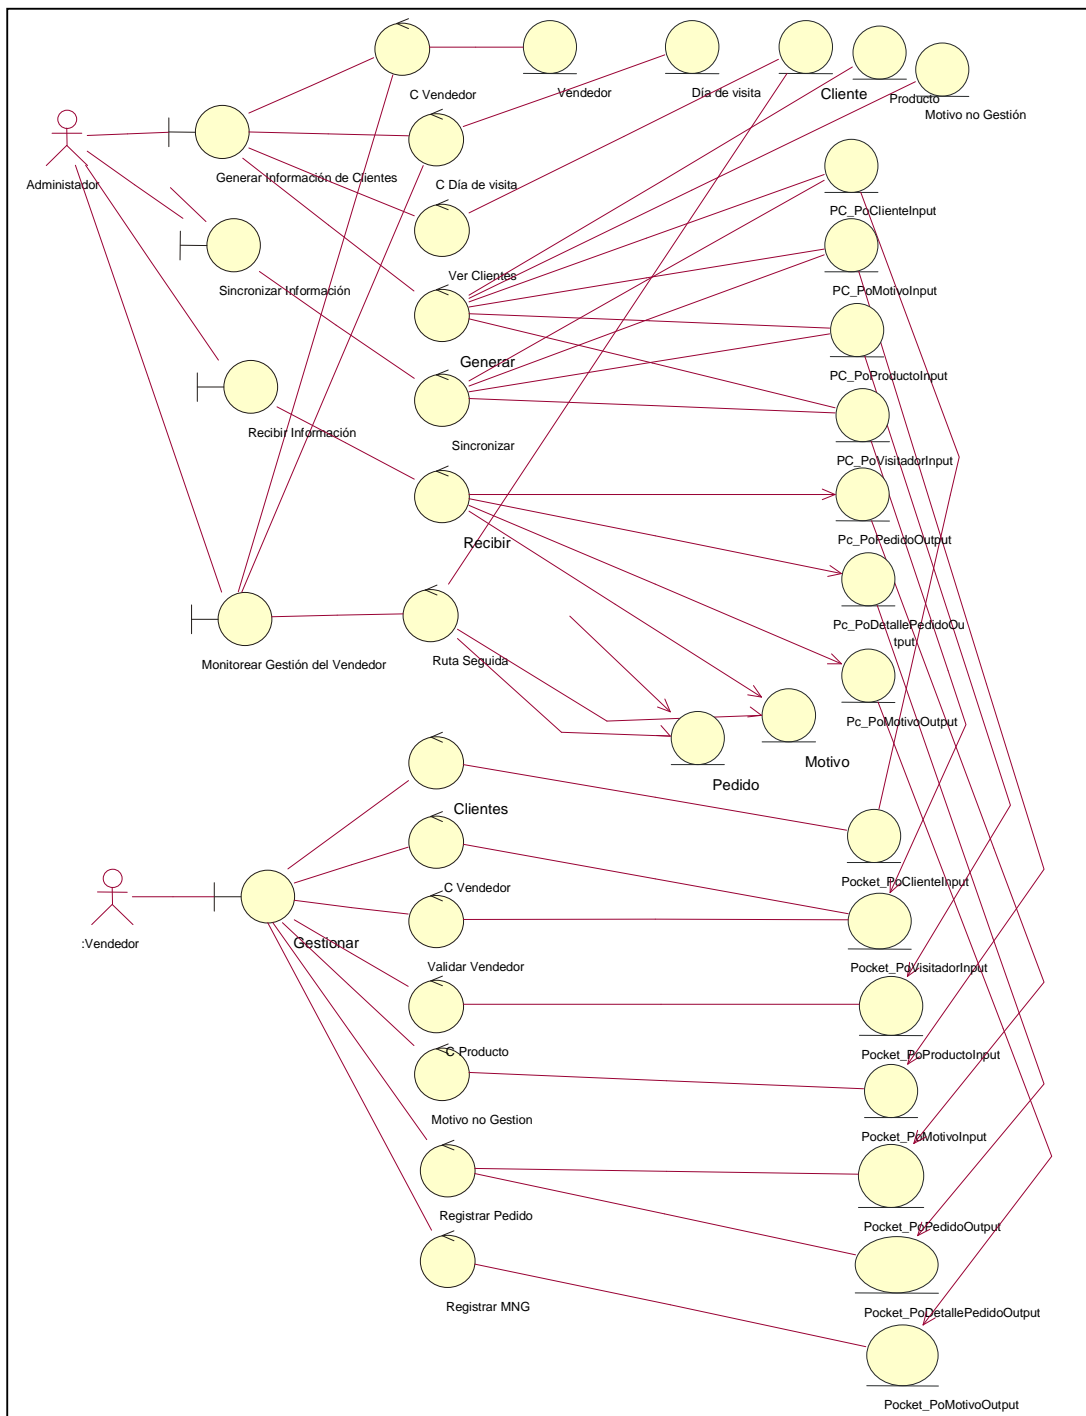 C Vendedor
Vendedor
Día de visita
Cliente
Producto
Motivo no Gestión
Administador
Generar Información de Clientes
C Día de visita
PC_PoClienteInput
Ver Clientes
Sincronizar Información
PC_PoMotivoInput
Generar
PC_PoProductoInput
Recibir Información
Sincronizar
PC_PoVisitadorInput
Recibir
Pc_PoPedidoOutput
Pc_PoDetallePedidoOu
tput
Monitorear Gestión del Vendedor
Ruta Seguida
Pc_PoMotivoOutput
Motivo
Pedido
Clientes
Pocket_PoClienteInput
C Vendedor
:Vendedor
Gestionar
Validar Vendedor
Pocket_PoVisitadorInput
C Producto
Pocket_PoProductoInput
Motivo no Gestion
Pocket_PoMotivoInput
Registrar Pedido
Pocket_PoPedidoOutput
Registrar MNG
Pocket_PoDetallePedidoOutput
Pocket_PoMotivoOutput